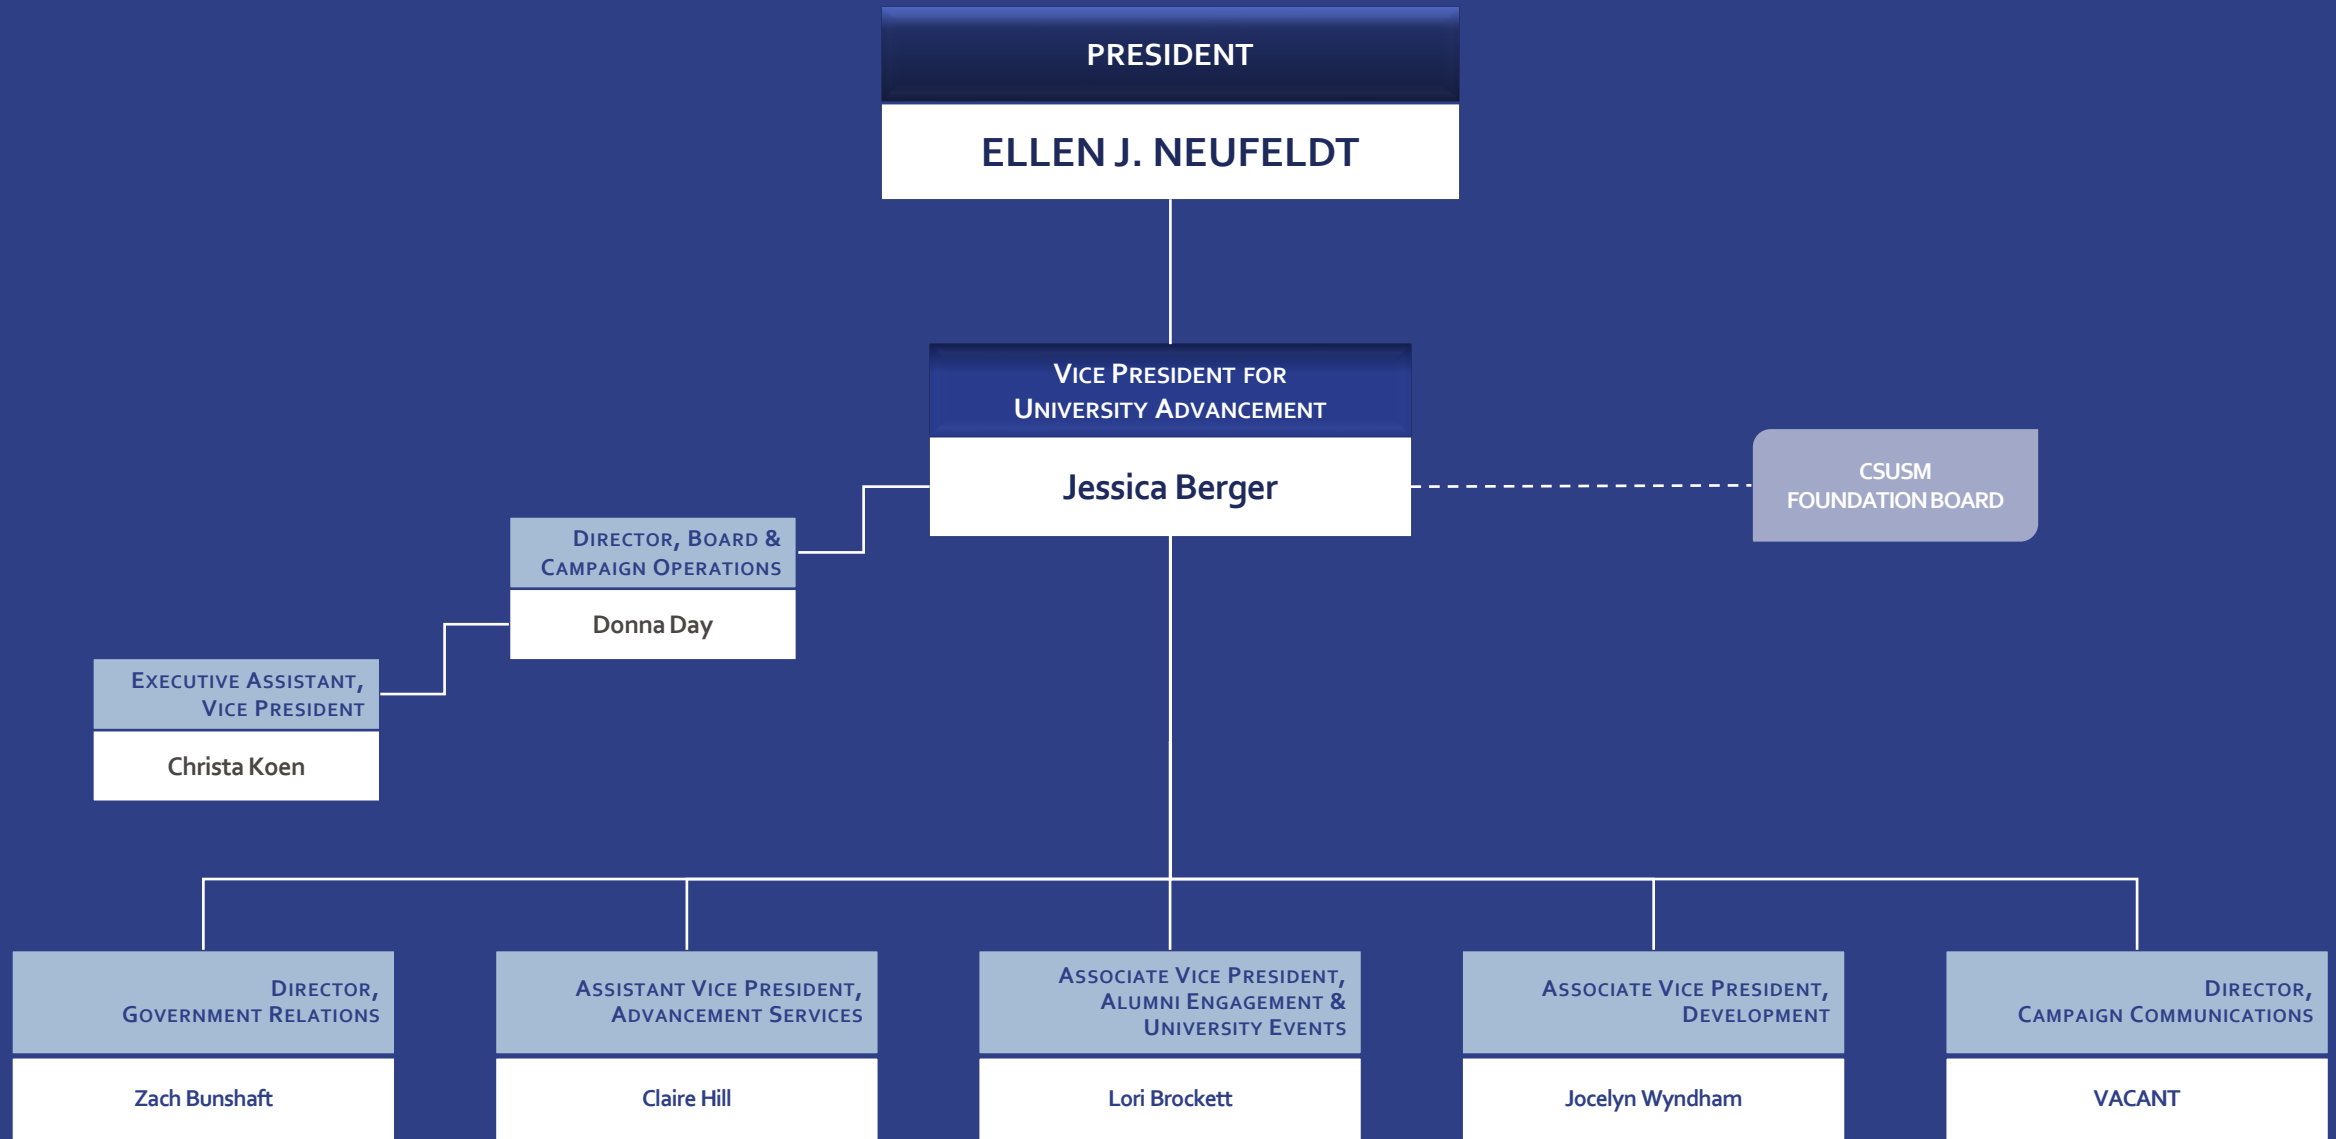 PRESIDENT
ELLEN J. NEUFELDT
VICE PRESIDENT FOR
UNIVERSITY ADVANCEMENT
Jessica Berger
CSUSM
FOUNDATION BOARD
DIRECTOR, BOARD &
CAMPAIGN OPERATIONS
Donna Day
EXECUTIVE ASSISTANT,
VICE PRESIDENT
Christa Koen
DIRECTOR,
GOVERNMENT RELATIONS
Zach Bunshaft
ASSISTANT VICE PRESIDENT,
ADVANCEMENT SERVICES
Claire Hill
ASSOCIATE VICE PRESIDENT,
ALUMNI ENGAGEMENT &
UNIVERSITY EVENTS
Lori Brockett
ASSOCIATE VICE PRESIDENT,
DEVELOPMENT
Jocelyn Wyndham
DIRECTOR,
CAMPAIGN COMMUNICATIONS
VACANT